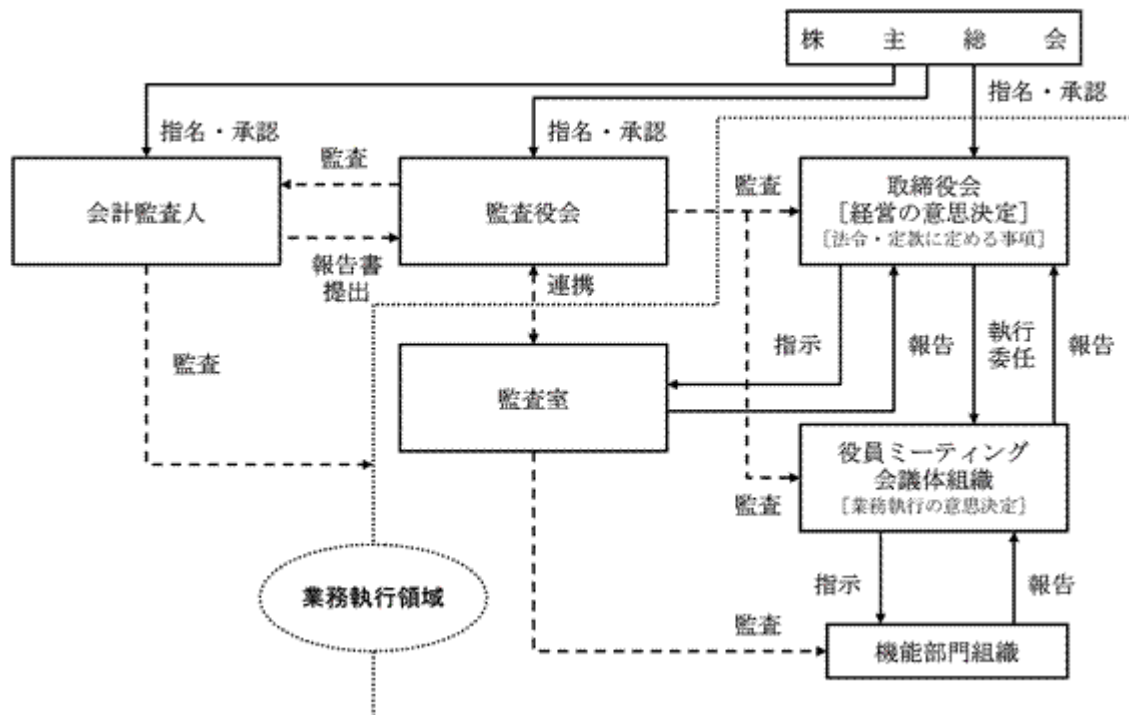 株主総会
指名・承認
指名・承認
指名・承認
会計監査人
監査
報告書
提出
監査役会
監査
取締役会
[経営の意思決定]
[法令・定款に定める事項]
連携
監査
監査室
指示
報告
執行
委任
報告
役員ミーティング
会議体組織
[業務執行の意思決定]
監査
業務執行領域
指示
報告
監査
機能部門組織